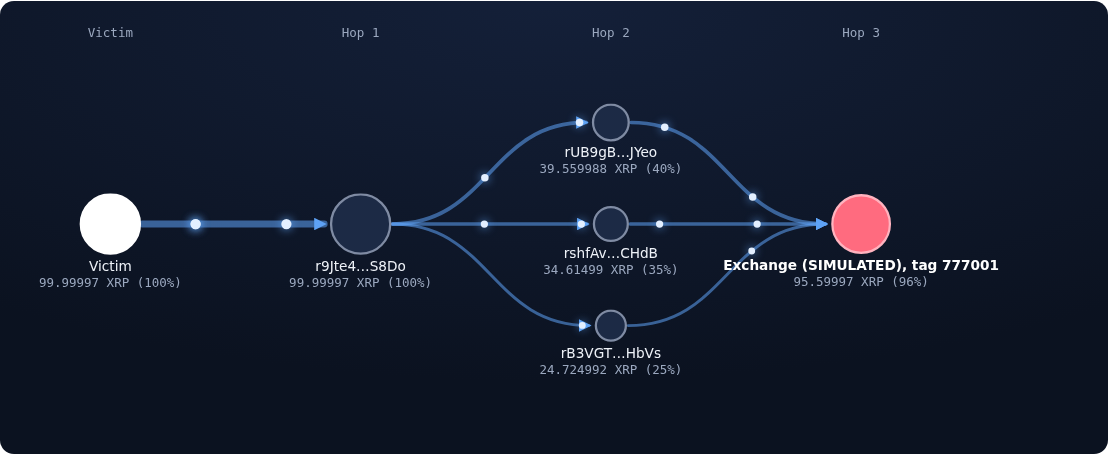 Victim
Hop 1
Hop 2
Hop 3
rUB9gB...JYeo
39.559988 XRP (40%)
Victim
99.99997 XRP (100%)
r9Jte4...S8Do
99.99997 XRP (100%)
rshfAv...CHdB
34.61499 XRP (35%)
Exchange (SIMULATED), tag 777001
95.59997 XRP (96%)
rB3VGT...HbVs
24.724992 XRP (25%)